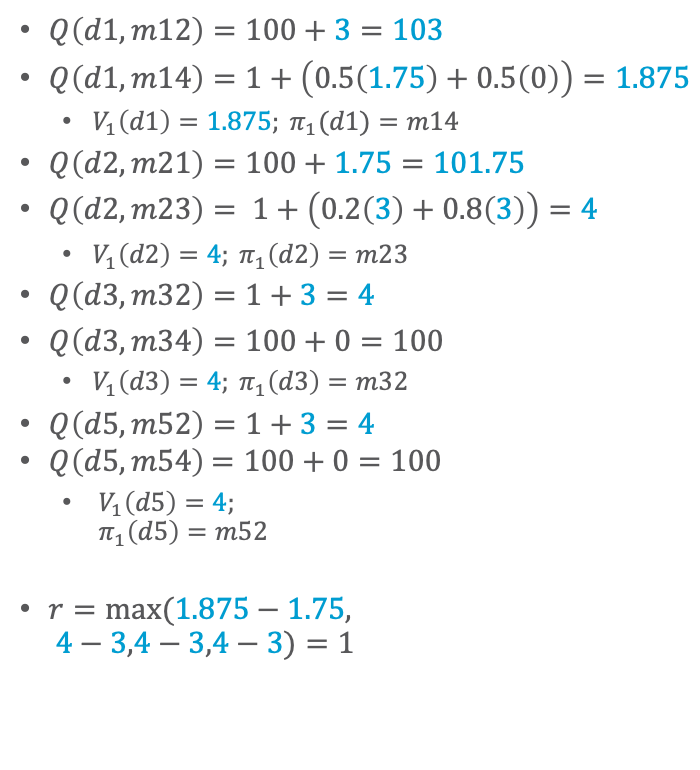 • Q(d1,m12) = 100 + 3 = 103
• Q(d1,m14) = 1 + (0.5(1.75) + 0.5(0)) = 1.875
• V₁(d1) = 1.875; π₁(d1) = m14
• Q(d2,m21) = 100 + 1.75 = 101.75
• Q(d2,m23) = 1 + (0.2(3) + 0.8(3)) = 4
• V₁(d2) = 4; π₁(d2) = m23
• Q(d3,m32) = 1 + 3 = 4
• Q(d3,m34) = 100 + 0 = 100
• V₁(d3) = 4; π₁(d3) = m32
• Q(d5,m52) = 1 + 3 = 4
• Q(d5,m54) = 100 + 0 = 100
• V₁(d5) = 4;
π₁(d5) = m52
• r = max(1.875 − 1.75,
4 − 3,4 − 3,4 − 3) = 1